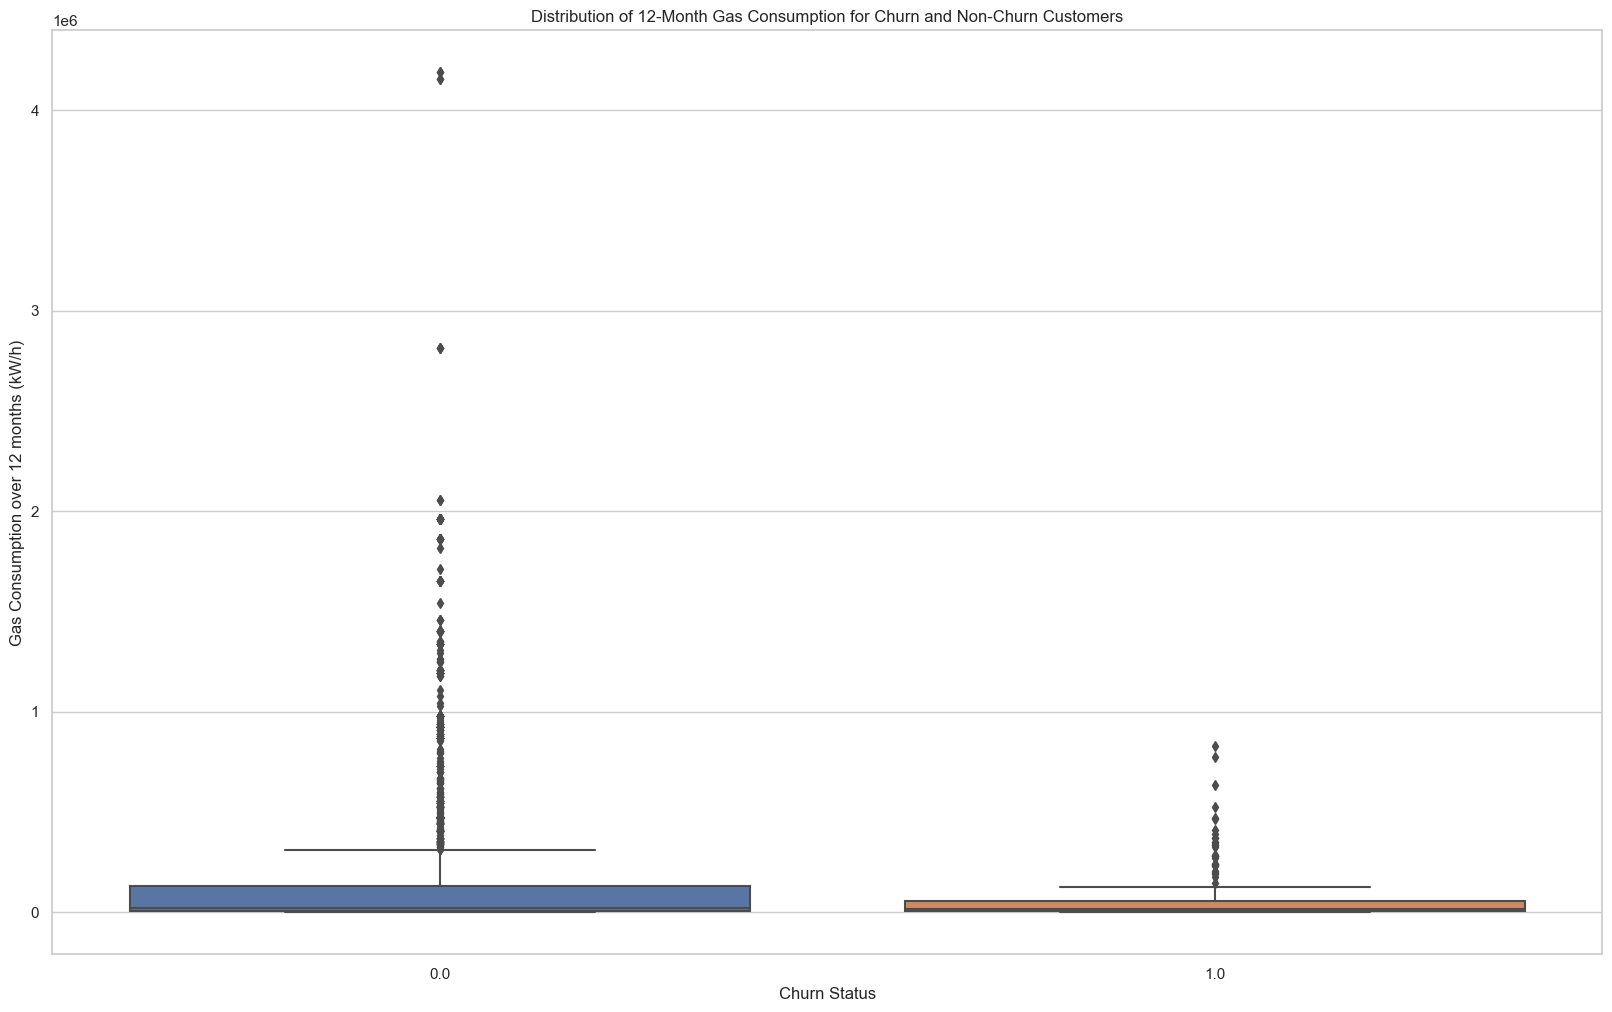 Distribution of 12-Month Gas Consumption for Churn and Non-Churn Customers
1e6
4
3
2
1
0
Gas Consumption over 12 months (kW/h)
0.0
1.0
Churn Status